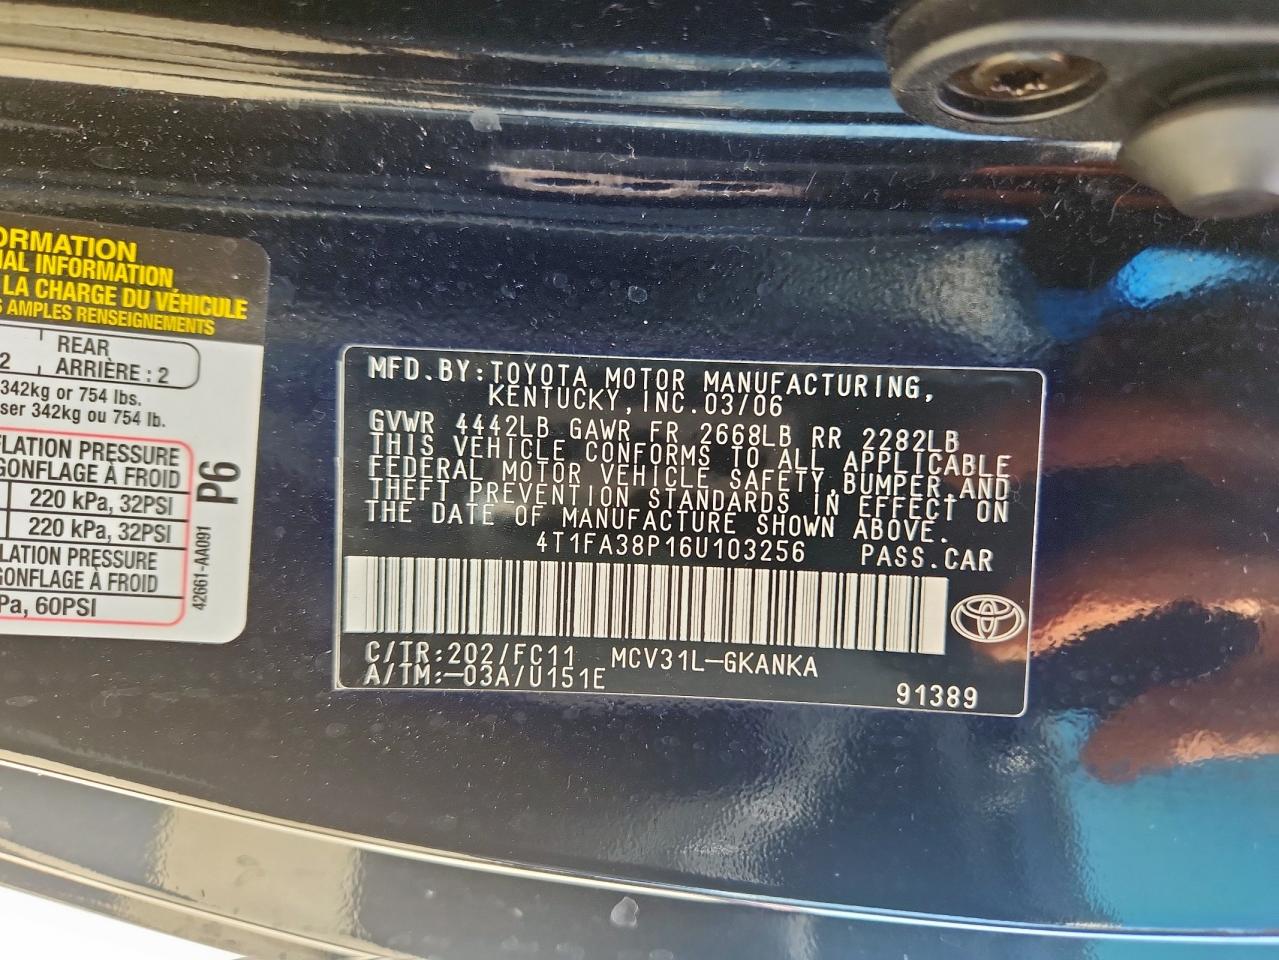 ORMATION
AL INFORMATION,
LA CHARGE DU VÉHICULE
AMPLES RENSEIGNEMENTS
2
REAR
ARRIÈRE : 2
342kg or 754 lbs.
ser 342kg ou 754 lb.
FLATION PRESSURE
GONFLAGE À FROID
220 kPa, 32PSI
220 kPa, 32PSI
FLATION PRESSURE
GONFLAGE À FROID
Pa, 60PSI
P6
42661-AA091
MFD.BY:TOYOTA MOTOR MANUFACTURING,
KENTUCKY,INC.03/06
GVWR 4442LB GAWR FR 2668LB RR 2282LB
THIS VEHICLE CONFORMS TO ALL APPLICABLE
FEDERAL MOTOR VEHICLE SAFETY,BUMPER,AND
THEFT PREVENTION STANDARDS IN EFFECT ON
THE DATE OF MANUFACTURE SHOWN ABOVE.
4T1FA38P16U103256 PASS.CAR
C/TR:202/FC11 MCV31L-GKANKA
A/TM:-03A/U151E
91389